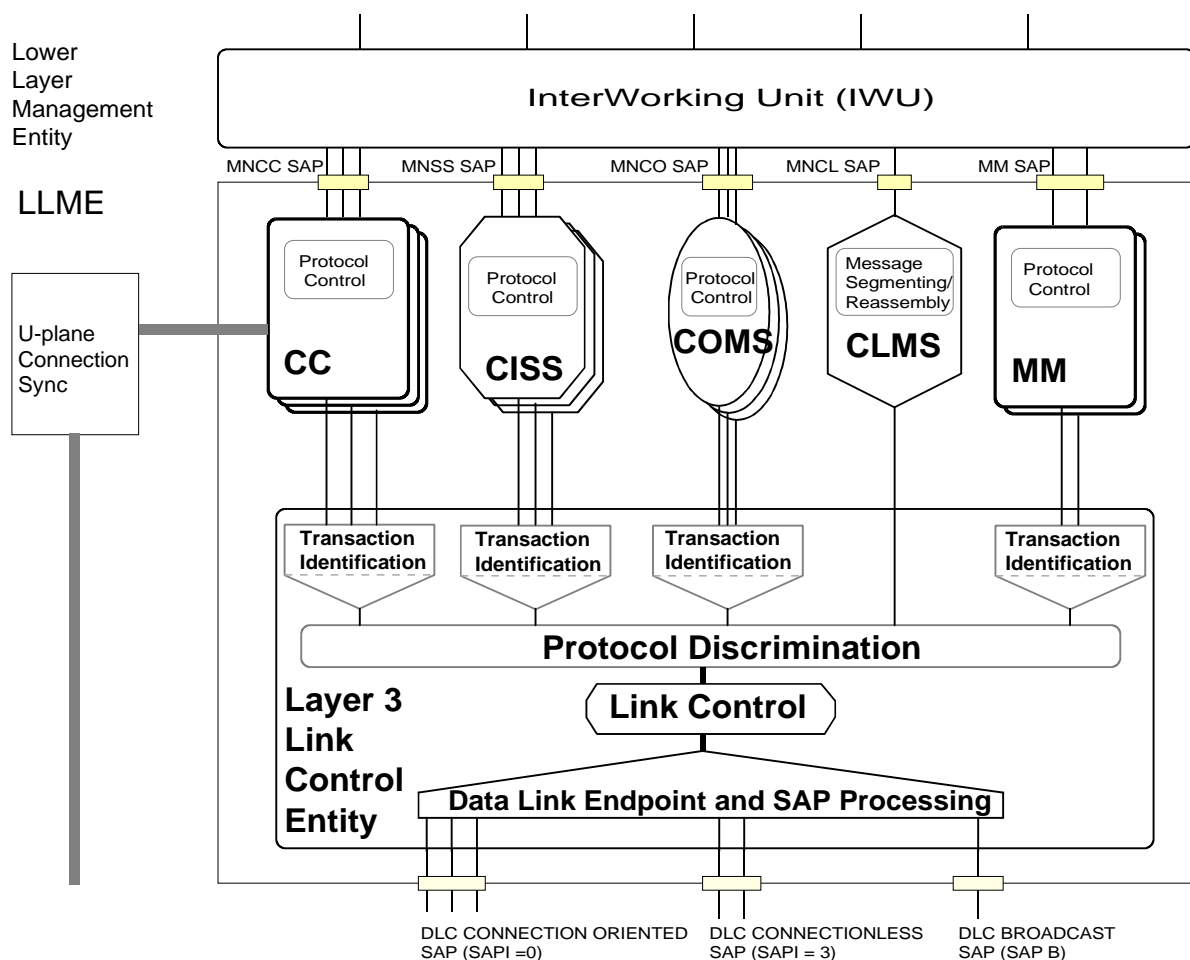 Lower
Layer
Management
Entity
LLME
InterWorking Unit (IWU)
MNCC SAP
MNSS SAP
MNCO SAP
MNCL SAP
MM SAP
U-plane
Connection
Sync
Protocol
Control
CC
Protocol
Control
CISS
Protocol
Control
COMS
Message
Segmenting/
Reassembly
CLMS
Protocol
Control
MM
Transaction
Identification
Transaction
Identification
Transaction
Identification
Transaction
Identification
Protocol Discrimination
Link Control
Layer 3
Link
Control
Entity
Data Link Endpoint and SAP Processing
DLC CONNECTION ORIENTED
SAP (SAPI =0)
DLC CONNECTIONLESS
SAP (SAPI = 3)
DLC BROADCAST
SAP (SAP B)